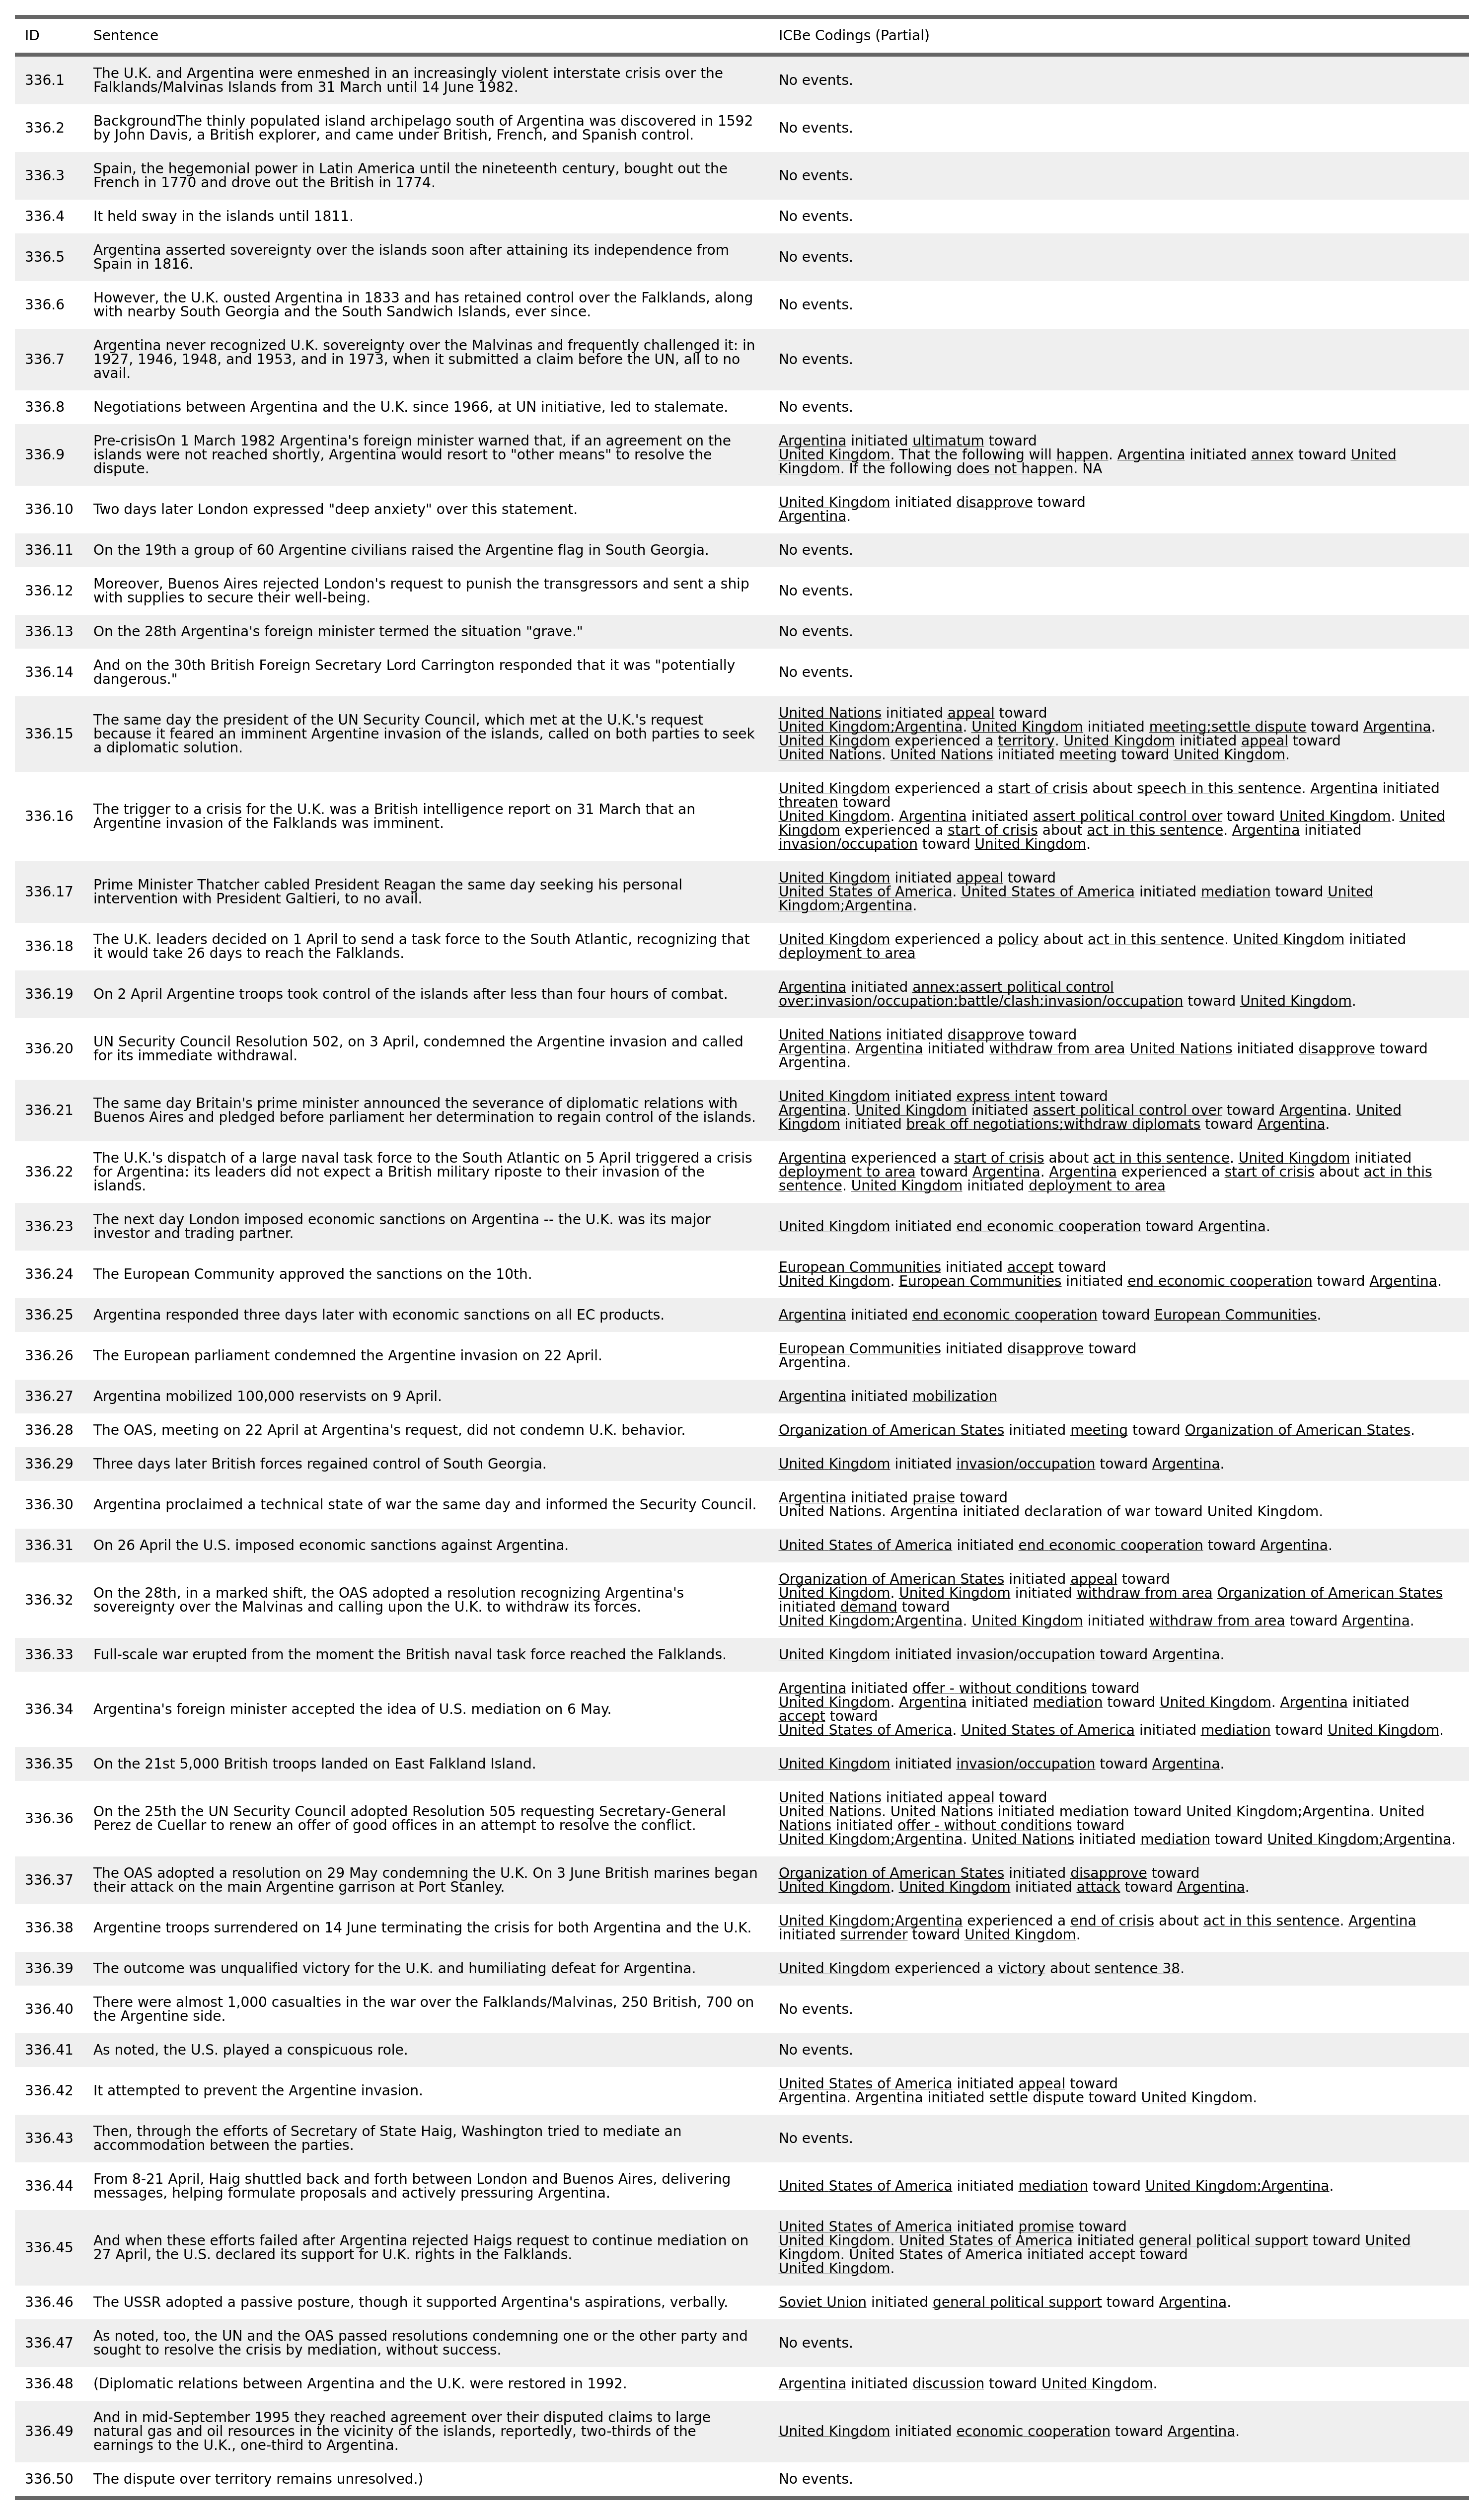 ID Sentence ICBe Codings (Partial)
336.1 The U.K. and Argentina were enmeshed in an increasingly violent interstate crisis over the
Falklands/Malvinas Islands from 31 March until 14 June 1982.
No events.
336.2 BackgroundThe thinly populated island archipelago south of Argentina was discovered in 1592
by John Davis, a British explorer, and came under British, French, and Spanish control.
No events.
336.3 Spain, the hegemonial power in Latin America until the nineteenth century, bought out the
French in 1770 and drove out the British in 1774.
No events.
336.4 It held sway in the islands until 1811.
No events.
336.5 Argentina asserted sovereignty over the islands soon after attaining its independence from
Spain in 1816.
No events.
336.6 However, the U.K. ousted Argentina in 1833 and has retained control over the Falklands, along
with nearby South Georgia and the South Sandwich Islands, ever since.
No events.
336.7 Argentina never recognized U.K. sovereignty over the Malvinas and frequently challenged it: in
1927, 1946, 1948, and 1953, and in 1973, when it submitted a claim before the UN, all to no
avail.
No events.
336.8 Negotiations between Argentina and the U.K. since 1966, at UN initiative, led to stalemate.
No events.
336.9 Pre-crisisOn 1 March 1982 Argentina's foreign minister warned that, if an agreement on the
islands were not reached shortly, Argentina would resort to "other means" to resolve the
dispute.
Argentina initiated ultimatum toward
United Kingdom. That the following will happen. Argentina initiated annex toward United
Kingdom. If the following does not happen. NA
336.10 Two days later London expressed "deep anxiety" over this statement.
United Kingdom initiated disapprove toward
Argentina.
336.11 On the 19th a group of 60 Argentine civilians raised the Argentine flag in South Georgia.
No events.
336.12 Moreover, Buenos Aires rejected London's request to punish the transgressors and sent a ship
with supplies to secure their well-being.
No events.
336.13 On the 28th Argentina's foreign minister termed the situation "grave."
No events.
336.14 And on the 30th British Foreign Secretary Lord Carrington responded that it was "potentially
dangerous."
No events.
336.15 The same day the president of the UN Security Council, which met at the U.K.'s request
because it feared an imminent Argentine invasion of the islands, called on both parties to seek
a diplomatic solution.
United Nations initiated appeal toward
United Kingdom;Argentina. United Kingdom initiated meeting;settle dispute toward Argentina.
United Kingdom experienced a territory. United Kingdom initiated appeal toward
United Nations. United Nations initiated meeting toward United Kingdom.
336.16 The trigger to a crisis for the U.K. was a British intelligence report on 31 March that an
Argentine invasion of the Falklands was imminent.
United Kingdom experienced a start of crisis about speech in this sentence. Argentina initiated
threaten toward
United Kingdom. Argentina initiated assert political control over toward United Kingdom. United
Kingdom experienced a start of crisis about act in this sentence. Argentina initiated
invasion/occupation toward United Kingdom.
336.17 Prime Minister Thatcher cabled President Reagan the same day seeking his personal
intervention with President Galtieri, to no avail.
United Kingdom initiated appeal toward
United States of America. United States of America initiated mediation toward United
Kingdom;Argentina.
336.18 The U.K. leaders decided on 1 April to send a task force to the South Atlantic, recognizing that
it would take 26 days to reach the Falklands.
United Kingdom experienced a policy about act in this sentence. United Kingdom initiated
deployment to area
336.19 On 2 April Argentine troops took control of the islands after less than four hours of combat.
Argentina initiated annex;assert political control
over;invasion/occupation;battle/clash;invasion/occupation toward United Kingdom.
336.20 UN Security Council Resolution 502, on 3 April, condemned the Argentine invasion and called
for its immediate withdrawal.
United Nations initiated disapprove toward
Argentina. Argentina initiated withdraw from area United Nations initiated disapprove toward
Argentina.
336.21 The same day Britain's prime minister announced the severance of diplomatic relations with
Buenos Aires and pledged before parliament her determination to regain control of the islands.
United Kingdom initiated express intent toward
Argentina. United Kingdom initiated assert political control over toward Argentina. United
Kingdom initiated break off negotiations;withdraw diplomats toward Argentina.
336.22 The U.K.'s dispatch of a large naval task force to the South Atlantic on 5 April triggered a crisis
for Argentina: its leaders did not expect a British military riposte to their invasion of the
islands.
Argentina experienced a start of crisis about act in this sentence. United Kingdom initiated
deployment to area toward Argentina. Argentina experienced a start of crisis about act in this
sentence. United Kingdom initiated deployment to area
336.23 The next day London imposed economic sanctions on Argentina -- the U.K. was its major
investor and trading partner.
United Kingdom initiated end economic cooperation toward Argentina.
336.24 The European Community approved the sanctions on the 10th.
European Communities initiated accept toward
United Kingdom. European Communities initiated end economic cooperation toward Argentina.
336.25 Argentina responded three days later with economic sanctions on all EC products.
Argentina initiated end economic cooperation toward European Communities.
336.26 The European parliament condemned the Argentine invasion on 22 April.
European Communities initiated disapprove toward
Argentina.
336.27 Argentina mobilized 100,000 reservists on 9 April.
Argentina initiated mobilization
336.28 The OAS, meeting on 22 April at Argentina's request, did not condemn U.K. behavior.
Organization of American States initiated meeting toward Organization of American States.
336.29 Three days later British forces regained control of South Georgia.
United Kingdom initiated invasion/occupation toward Argentina.
336.30 Argentina proclaimed a technical state of war the same day and informed the Security Council.
Argentina initiated praise toward
United Nations. Argentina initiated declaration of war toward United Kingdom.
336.31 On 26 April the U.S. imposed economic sanctions against Argentina.
United States of America initiated end economic cooperation toward Argentina.
336.32 On the 28th, in a marked shift, the OAS adopted a resolution recognizing Argentina's
sovereignty over the Malvinas and calling upon the U.K. to withdraw its forces.
Organization of American States initiated appeal toward
United Kingdom. United Kingdom initiated withdraw from area Organization of American States
initiated demand toward
United Kingdom;Argentina. United Kingdom initiated withdraw from area toward Argentina.
336.33 Full-scale war erupted from the moment the British naval task force reached the Falklands.
United Kingdom initiated invasion/occupation toward Argentina.
336.34 Argentina's foreign minister accepted the idea of U.S. mediation on 6 May.
Argentina initiated offer - without conditions toward
United Kingdom. Argentina initiated mediation toward United Kingdom. Argentina initiated
accept toward
United States of America. United States of America initiated mediation toward United Kingdom.
336.35 On the 21st 5,000 British troops landed on East Falkland Island.
United Kingdom initiated invasion/occupation toward Argentina.
336.36 On the 25th the UN Security Council adopted Resolution 505 requesting Secretary-General
Perez de Cuellar to renew an offer of good offices in an attempt to resolve the conflict.
United Nations initiated appeal toward
United Nations. United Nations initiated mediation toward United Kingdom;Argentina. United
Nations initiated offer - without conditions toward
United Kingdom;Argentina. United Nations initiated mediation toward United Kingdom;Argentina.
336.37 The OAS adopted a resolution on 29 May condemning the U.K. On 3 June British marines began
their attack on the main Argentine garrison at Port Stanley.
Organization of American States initiated disapprove toward
United Kingdom. United Kingdom initiated attack toward Argentina.
336.38 Argentine troops surrendered on 14 June terminating the crisis for both Argentina and the U.K.
United Kingdom;Argentina experienced a end of crisis about act in this sentence. Argentina
initiated surrender toward United Kingdom.
336.39 The outcome was unqualified victory for the U.K. and humiliating defeat for Argentina.
United Kingdom experienced a victory about sentence 38.
336.40 There were almost 1,000 casualties in the war over the Falklands/Malvinas, 250 British, 700 on
the Argentine side.
No events.
336.41 As noted, the U.S. played a conspicuous role.
No events.
336.42 It attempted to prevent the Argentine invasion.
United States of America initiated appeal toward
Argentina. Argentina initiated settle dispute toward United Kingdom.
336.43 Then, through the efforts of Secretary of State Haig, Washington tried to mediate an
accommodation between the parties.
No events.
336.44 From 8-21 April, Haig shuttled back and forth between London and Buenos Aires, delivering
messages, helping formulate proposals and actively pressuring Argentina.
United States of America initiated mediation toward United Kingdom;Argentina.
336.45 And when these efforts failed after Argentina rejected Haigs request to continue mediation on
27 April, the U.S. declared its support for U.K. rights in the Falklands.
United States of America initiated promise toward
United Kingdom. United States of America initiated general political support toward United
Kingdom. United States of America initiated accept toward
United Kingdom.
336.46 The USSR adopted a passive posture, though it supported Argentina's aspirations, verbally.
Soviet Union initiated general political support toward Argentina.
336.47 As noted, too, the UN and the OAS passed resolutions condemning one or the other party and
sought to resolve the crisis by mediation, without success.
No events.
336.48 (Diplomatic relations between Argentina and the U.K. were restored in 1992.
Argentina initiated discussion toward United Kingdom.
336.49 And in mid-September 1995 they reached agreement over their disputed claims to large
natural gas and oil resources in the vicinity of the islands, reportedly, two-thirds of the
earnings to the U.K., one-third to Argentina.
United Kingdom initiated economic cooperation toward Argentina.
336.50 The dispute over territory remains unresolved.)
No events.